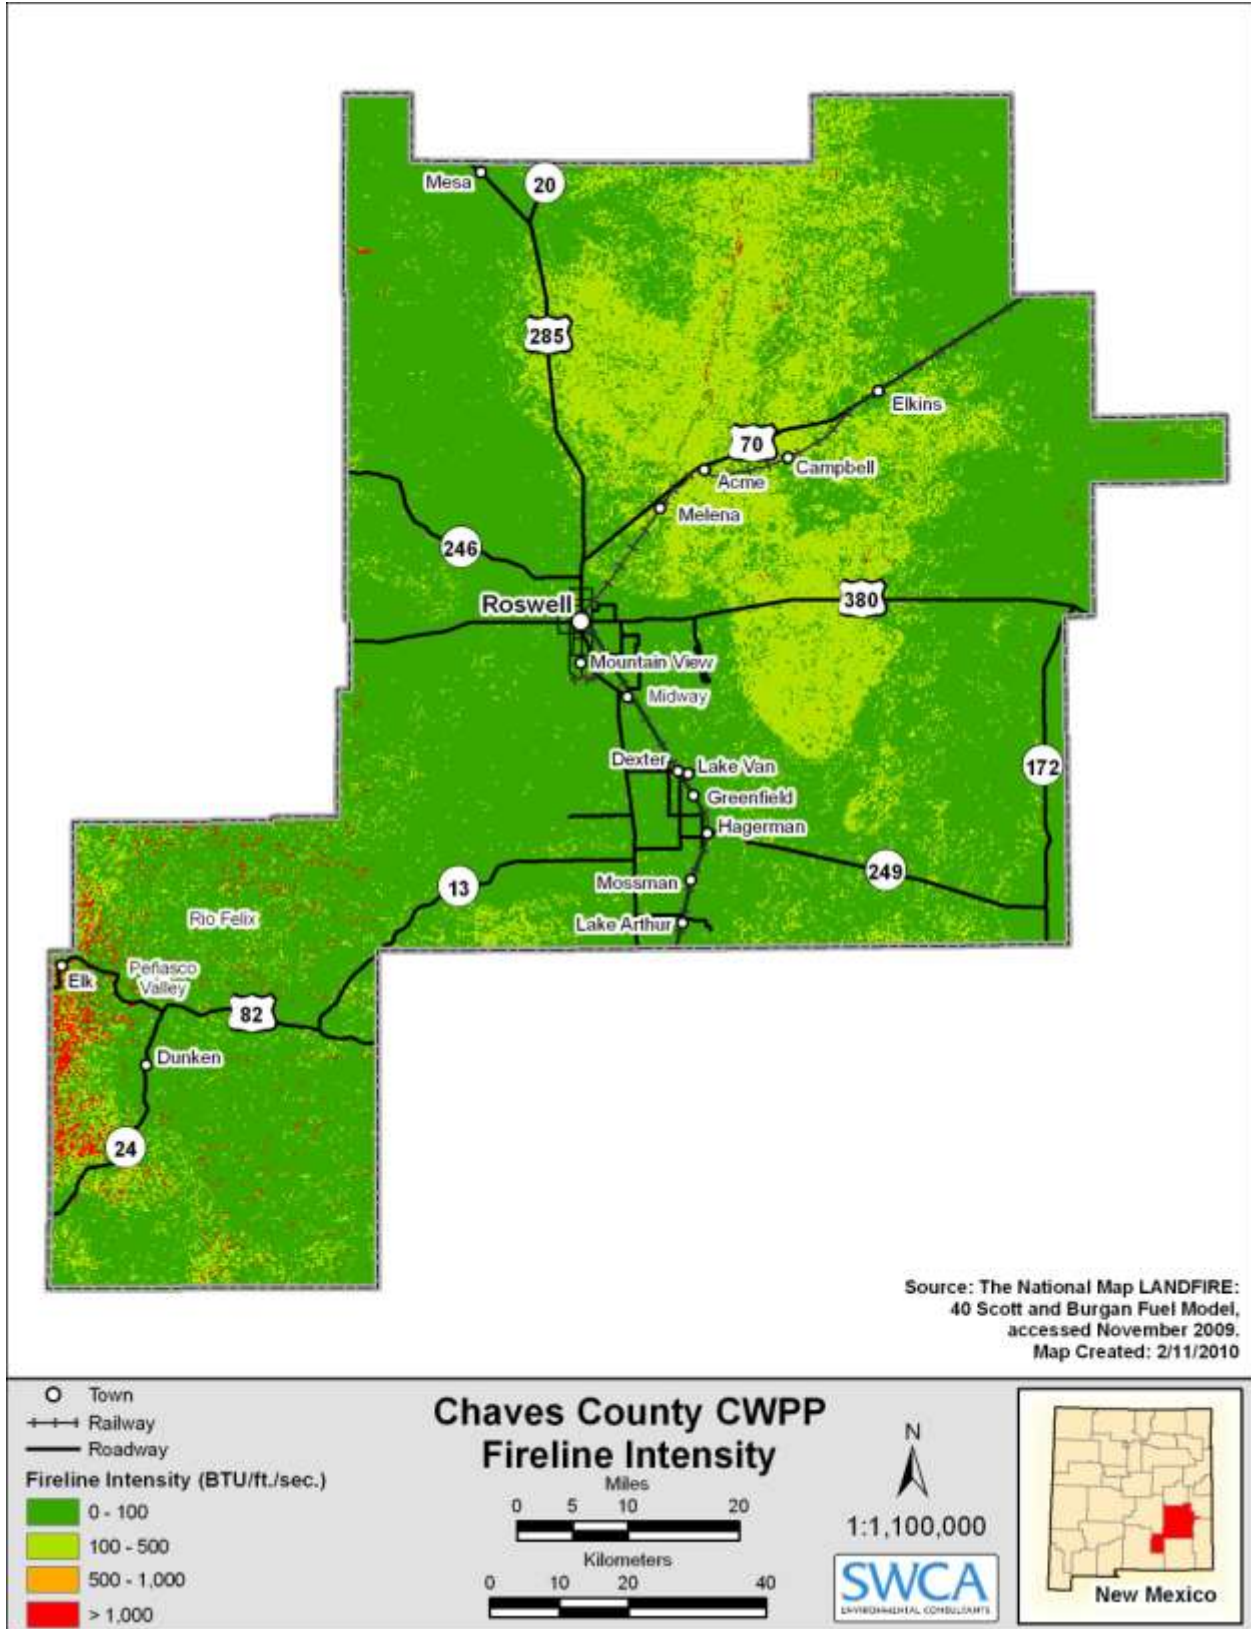 Mesa
20
285
Elkins
70
Campbell
Acme
Melena
246
Roswell
380
Mountain View
Midway
Dexter
Lake Van
172
Greenfield
Hagerman
249
13
Mossman
Rio Felix
Lake Arthur
Peñasco
Valley
Elk
82
Dunken
24
Source: The National Map LANDFIRE:
40 Scott and Burgan Fuel Model,
accessed November 2009.
Map Created: 2/11/2010
Town
Railway
Roadway
Fireline Intensity (BTU/ft./sec.)
0 - 100
100 - 500
500 - 1,000
> 1,000
Chaves County CWPP
Fireline Intensity
Miles
0 5 10 20
Kilometers
0 10 20 40
N
1:1,100,000
SWCA
ENVIRONMENTAL CONSULTANTS
New Mexico